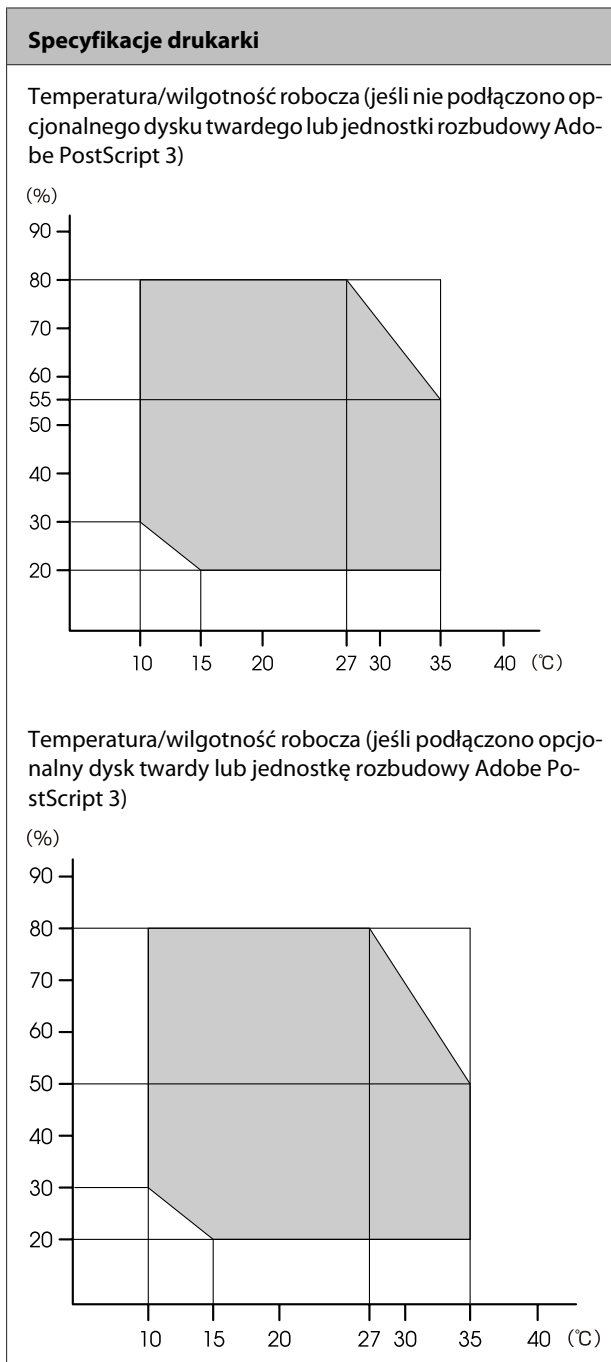 Specyfikacje drukarki
Temperatura/wilgotność robocza (jeśli nie podłączono op-
cjonalnego dysku twardego lub jednostki rozbudowy Ado-
be PostScript 3)
(%)
90
80
70
60
55
50
40
30
20
10 15 20 27 30 35 40 (℃)
Temperatura/wilgotność robocza (jeśli podłączono opcjo-
nalny dysk twardy lub jednostkę rozbudowy Adobe Po-
stScript 3)
(%)
90
80
70
60
50
40
30
20
10 15 20 27 30 35 40 (℃)